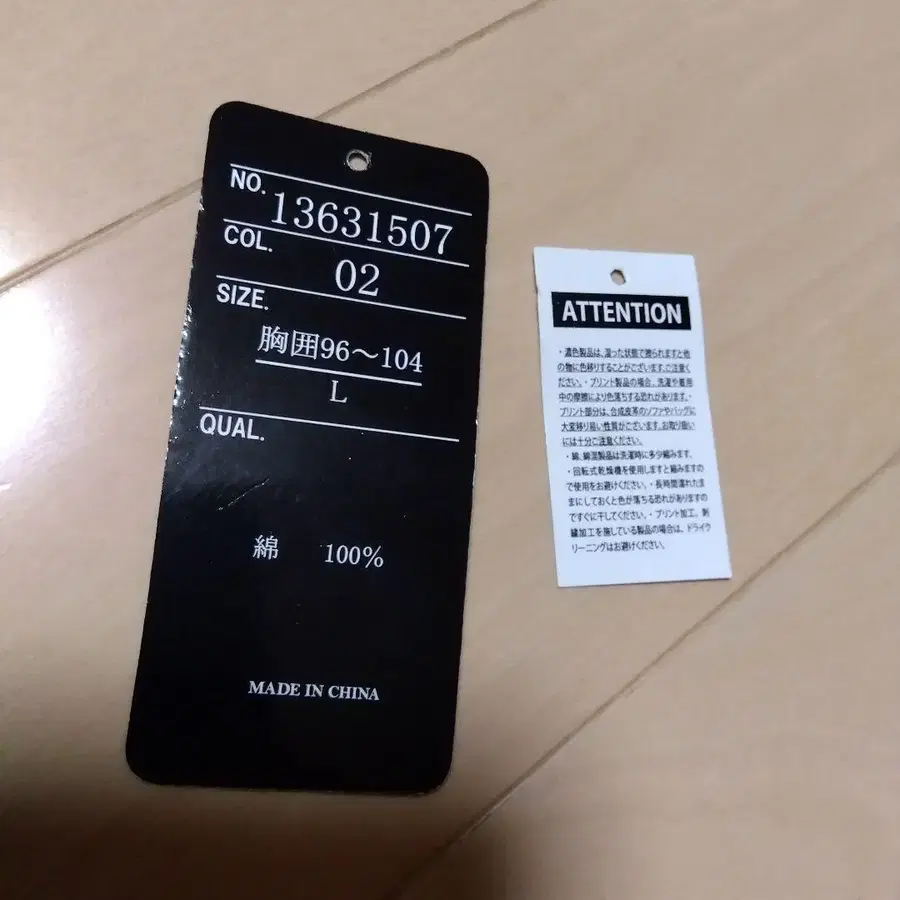 NO.
13631507
COL.
02
SIZE.
胸囲96〜104
L
QUAL.
綿 100%
MADE IN CHINA
ATTENTION
・濃色製品は、湿った状態で擦られますと他
の物に色移りすることがございます。ご注意く
ださい。・プリント製品の場合、洗濯や着用
中の摩擦により色落ちする恐れがあります。・
プリント部分は、合成皮革のソファやバッグに
大変移り易い性質がございます。お取り扱い
には十分ご注意ください。
・綿、綿混製品は洗濯時に多少縮みます。
・回転式乾燥機を使用しますと縮みますの
で使用をお避けください。・長時間濡れたま
まにしておくと色が落ちる恐れがありますの
ですぐに干してください。・プリント加工、刺
繍加工を施している製品の場合は、ドライク
リーニングはお避けください。